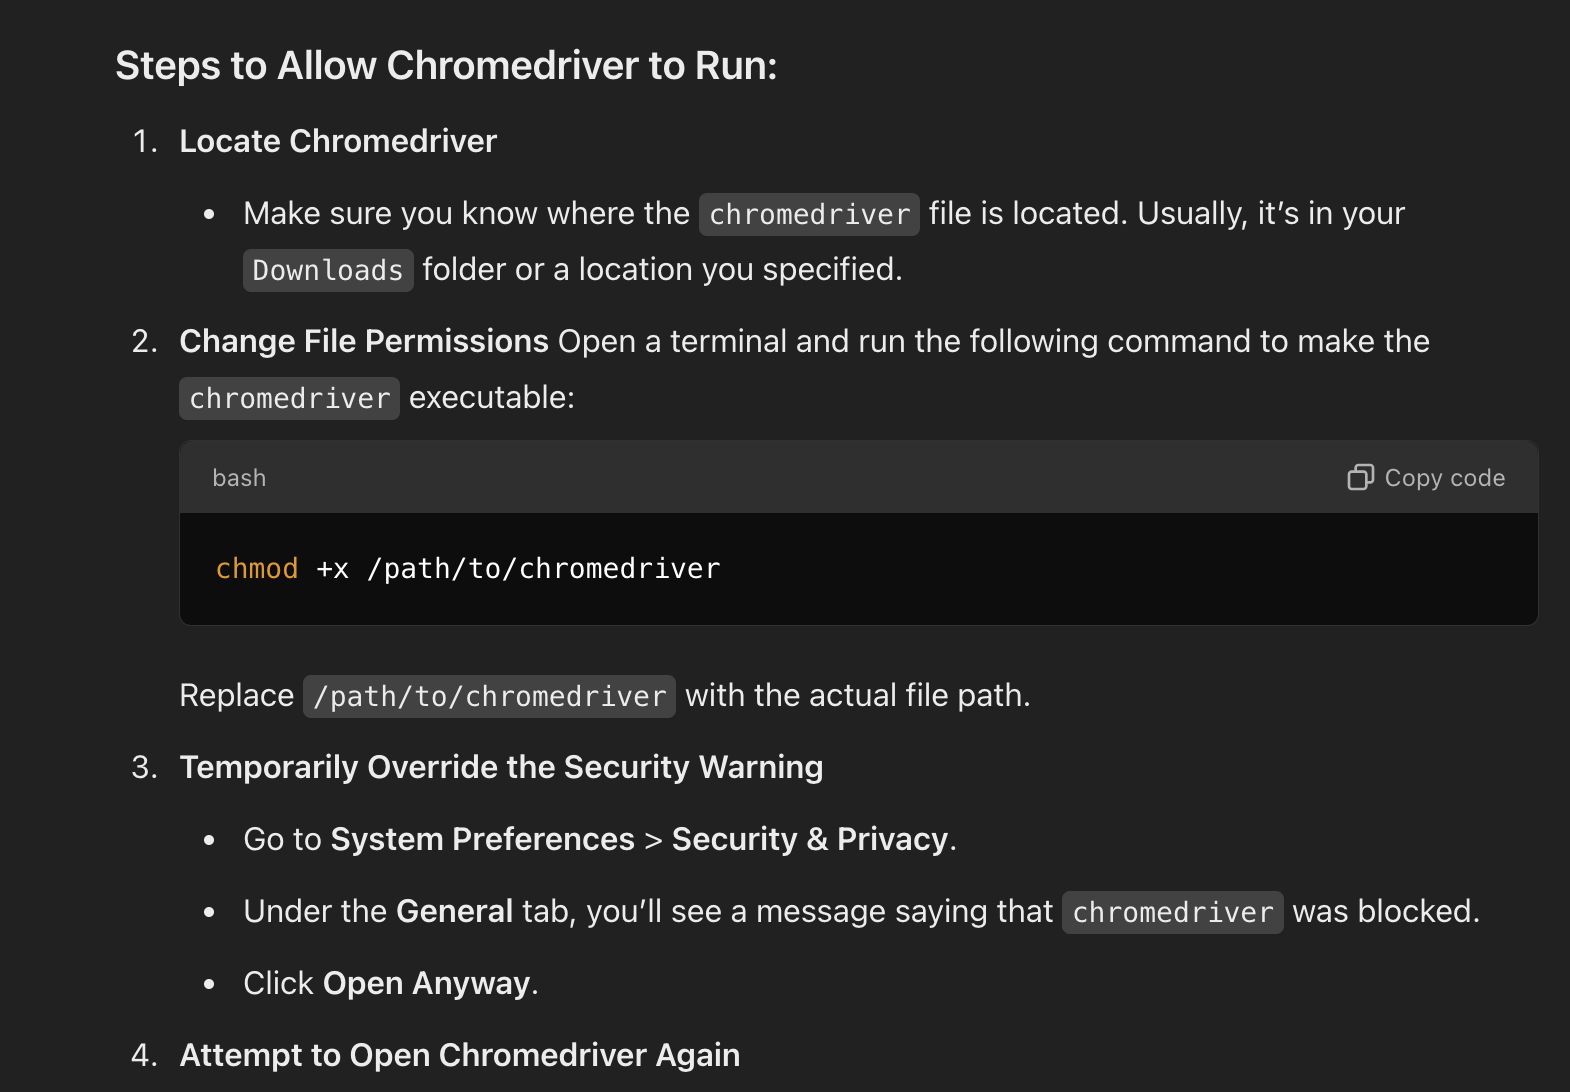 Steps to Allow Chromedriver to Run:
1. Locate Chromedriver
• Make sure you know where the chromedriver file is located. Usually, it’s in your
Downloads folder or a location you specified.
2. Change File Permissions Open a terminal and run the following command to make the
chromedriver executable:
bash Copy code
chmod +x /path/to/chromedriver
Replace /path/to/chromedriver with the actual file path.
3. Temporarily Override the Security Warning
• Go to System Preferences > Security & Privacy.
• Under the General tab, you’ll see a message saying that chromedriver was blocked.
• Click Open Anyway.
4. Attempt to Open Chromedriver Again